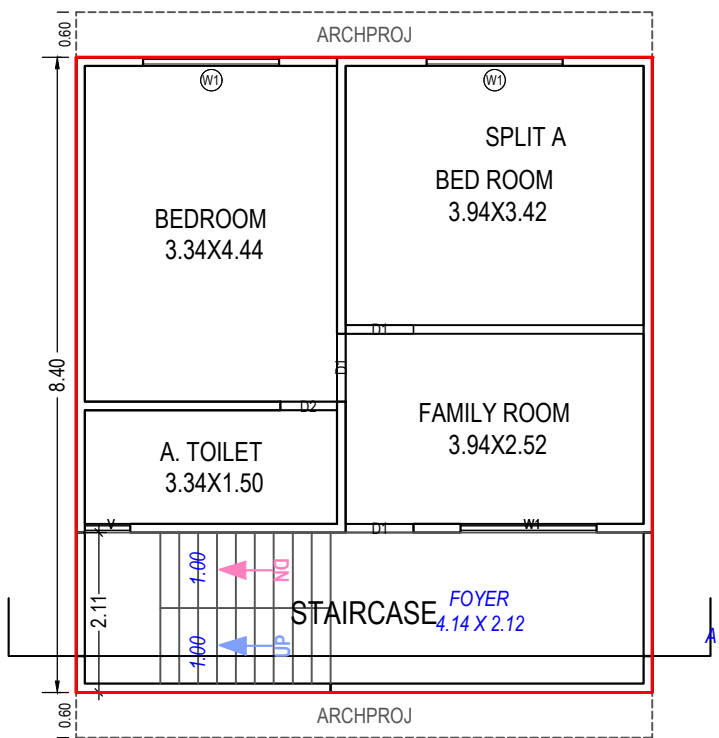 0.60
ARCHPROJ
W1
W1
SPLIT A
BED ROOM
3.94X3.42
BEDROOM
3.34X4.44
D1
D1
8.40
D2
FAMILY ROOM
3.94X2.52
A. TOILET
3.34X1.50
V
D1
W1
1.00
DN
2.11
STAIRCASE
FOYER
4.14 X 2.12
1.00
UP
A
0.60
ARCHPROJ